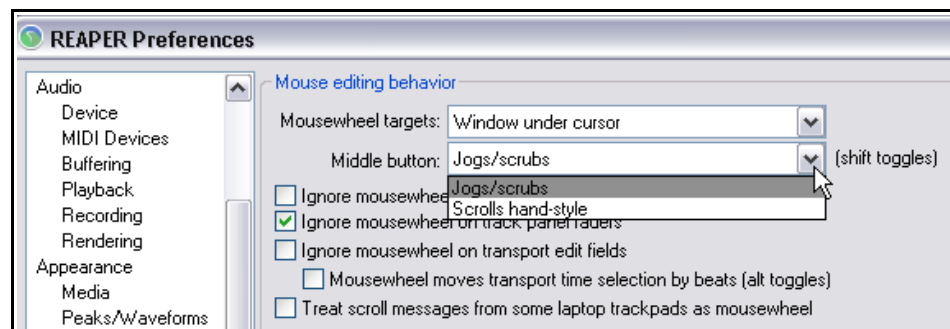 REAPER Preferences
Audio
Device
MIDI Devices
Buffering
Playback
Recording
Rendering
Appearance
Media
Peaks/Waveforms
Mouse editing behavior
Mousewheel targets: Window under cursor
Middle button: Jogs/scrubs (shift toggles)
Jogs/scrubs
Scrolls hand-style
Ignore
Ignore mousewheel on track panel faders
Ignore mousewheel on transport edit fields
Mousewheel moves transport time selection by beats (alt toggles)
Treat scroll messages from some laptop trackpads as mousewheel